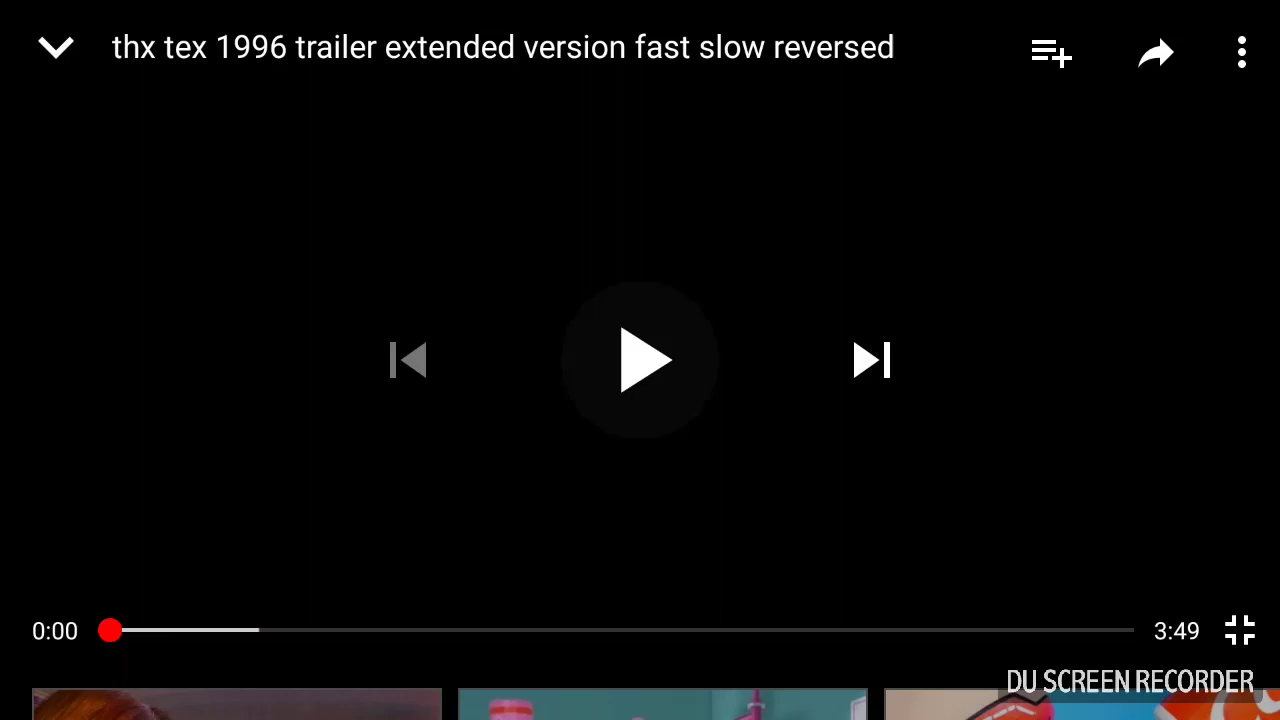 thx tex 1996 trailer extended version fast slow reversed
0:00
3:49
DU SCREEN RECORDER